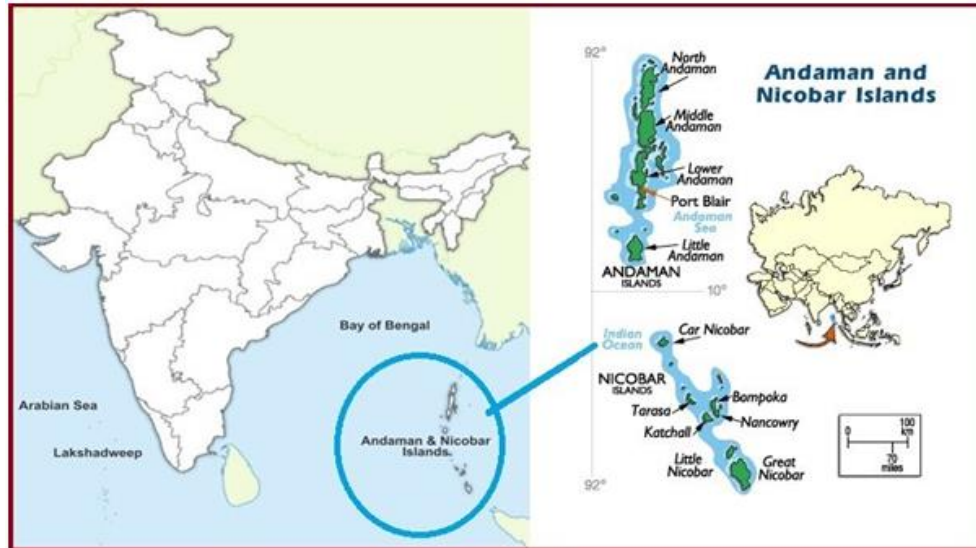 Bay of Bengal
Arabian Sea
Lakshadweep
Andaman & Nicobar
Islands
Andaman and
Nicobar Islands
92°
North
Andaman
Middle
Andaman
Lower
Andaman
Port Blair
Andaman
Sea
Little
Andaman
ANDAMAN
ISLANDS
10°
Indian
Ocean
Car Nicobar
NICOBAR
ISLANDS
Tarasa
Bompoka
Nancowry
Katchall
Little
Nicobar
Great
Nicobar
92°
0
100
km
70
miles